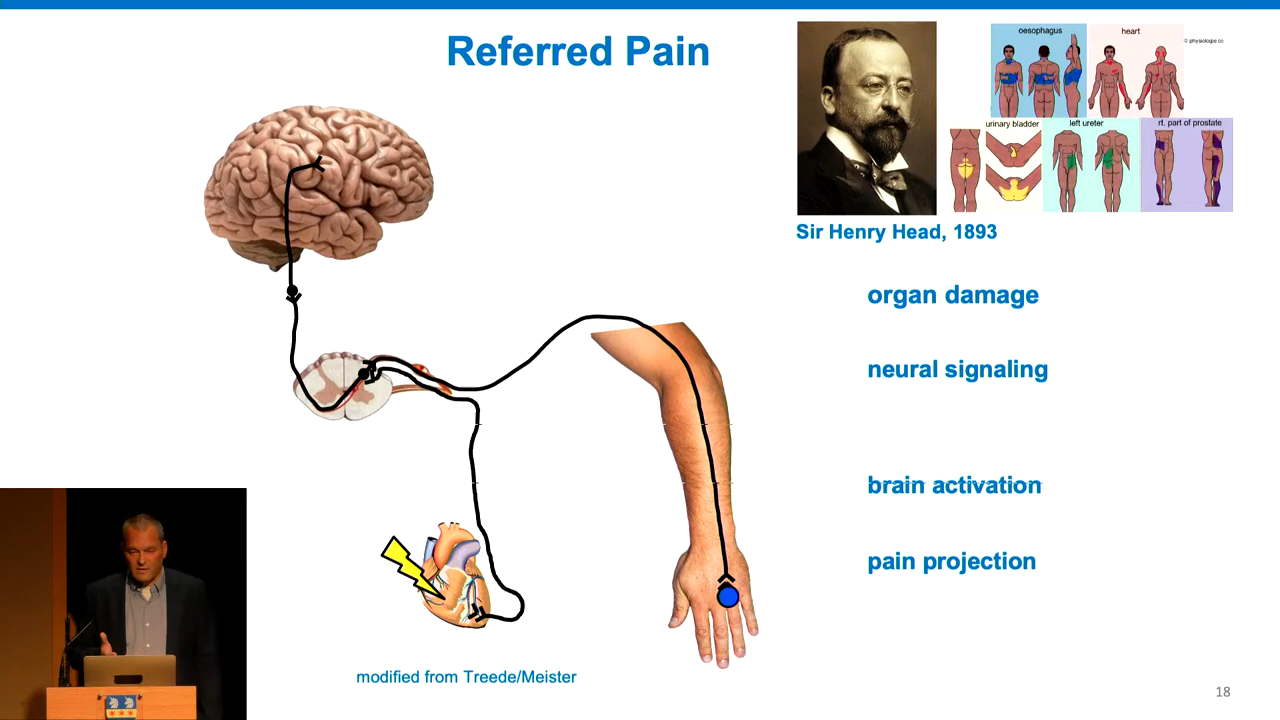 Referred Pain
oesophagus
heart
© physiologie co
urinary bladder
left ureter
rt. part of prostate
Sir Henry Head, 1893
organ damage
neural signaling
brain activation
pain projection
modified from Treede/Meister
18